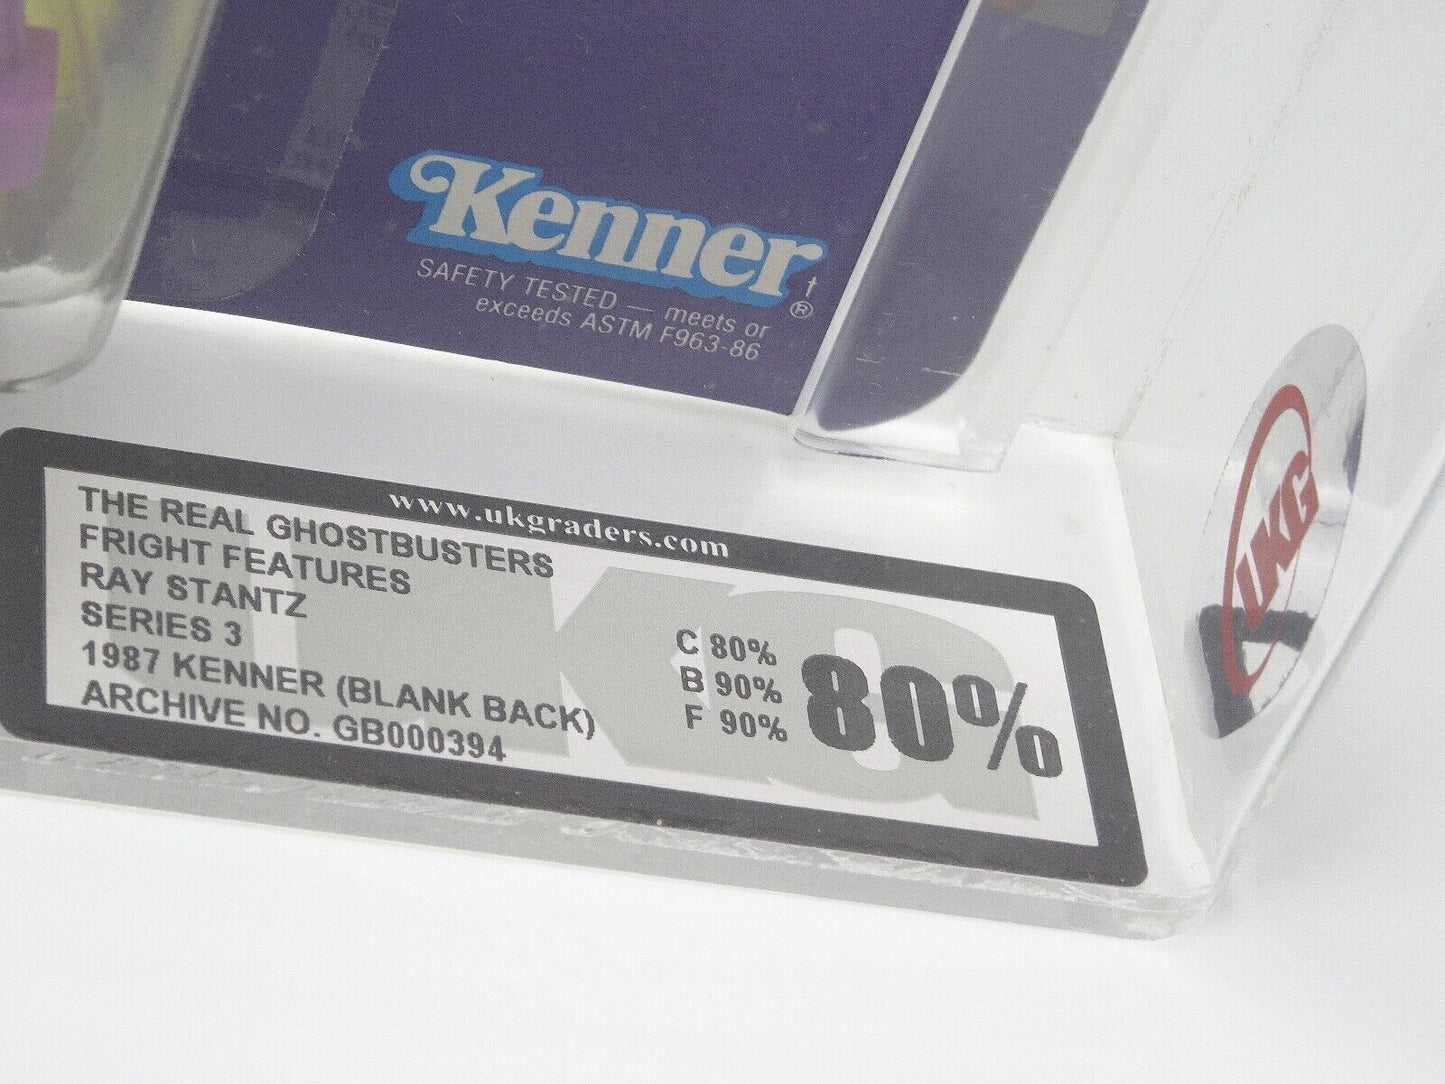 Kenner †
®
SAFETY TESTED — meets or
exceeds ASTM F963-86
www.ukgraders.com
THE REAL GHOSTBUSTERS
FRIGHT FEATURES
RAY STANTZ
SERIES 3
1987 KENNER (BLANK BACK)
ARCHIVE NO. GB000394
C 80%
B 90%
F 90%
80%
UKG
UKG